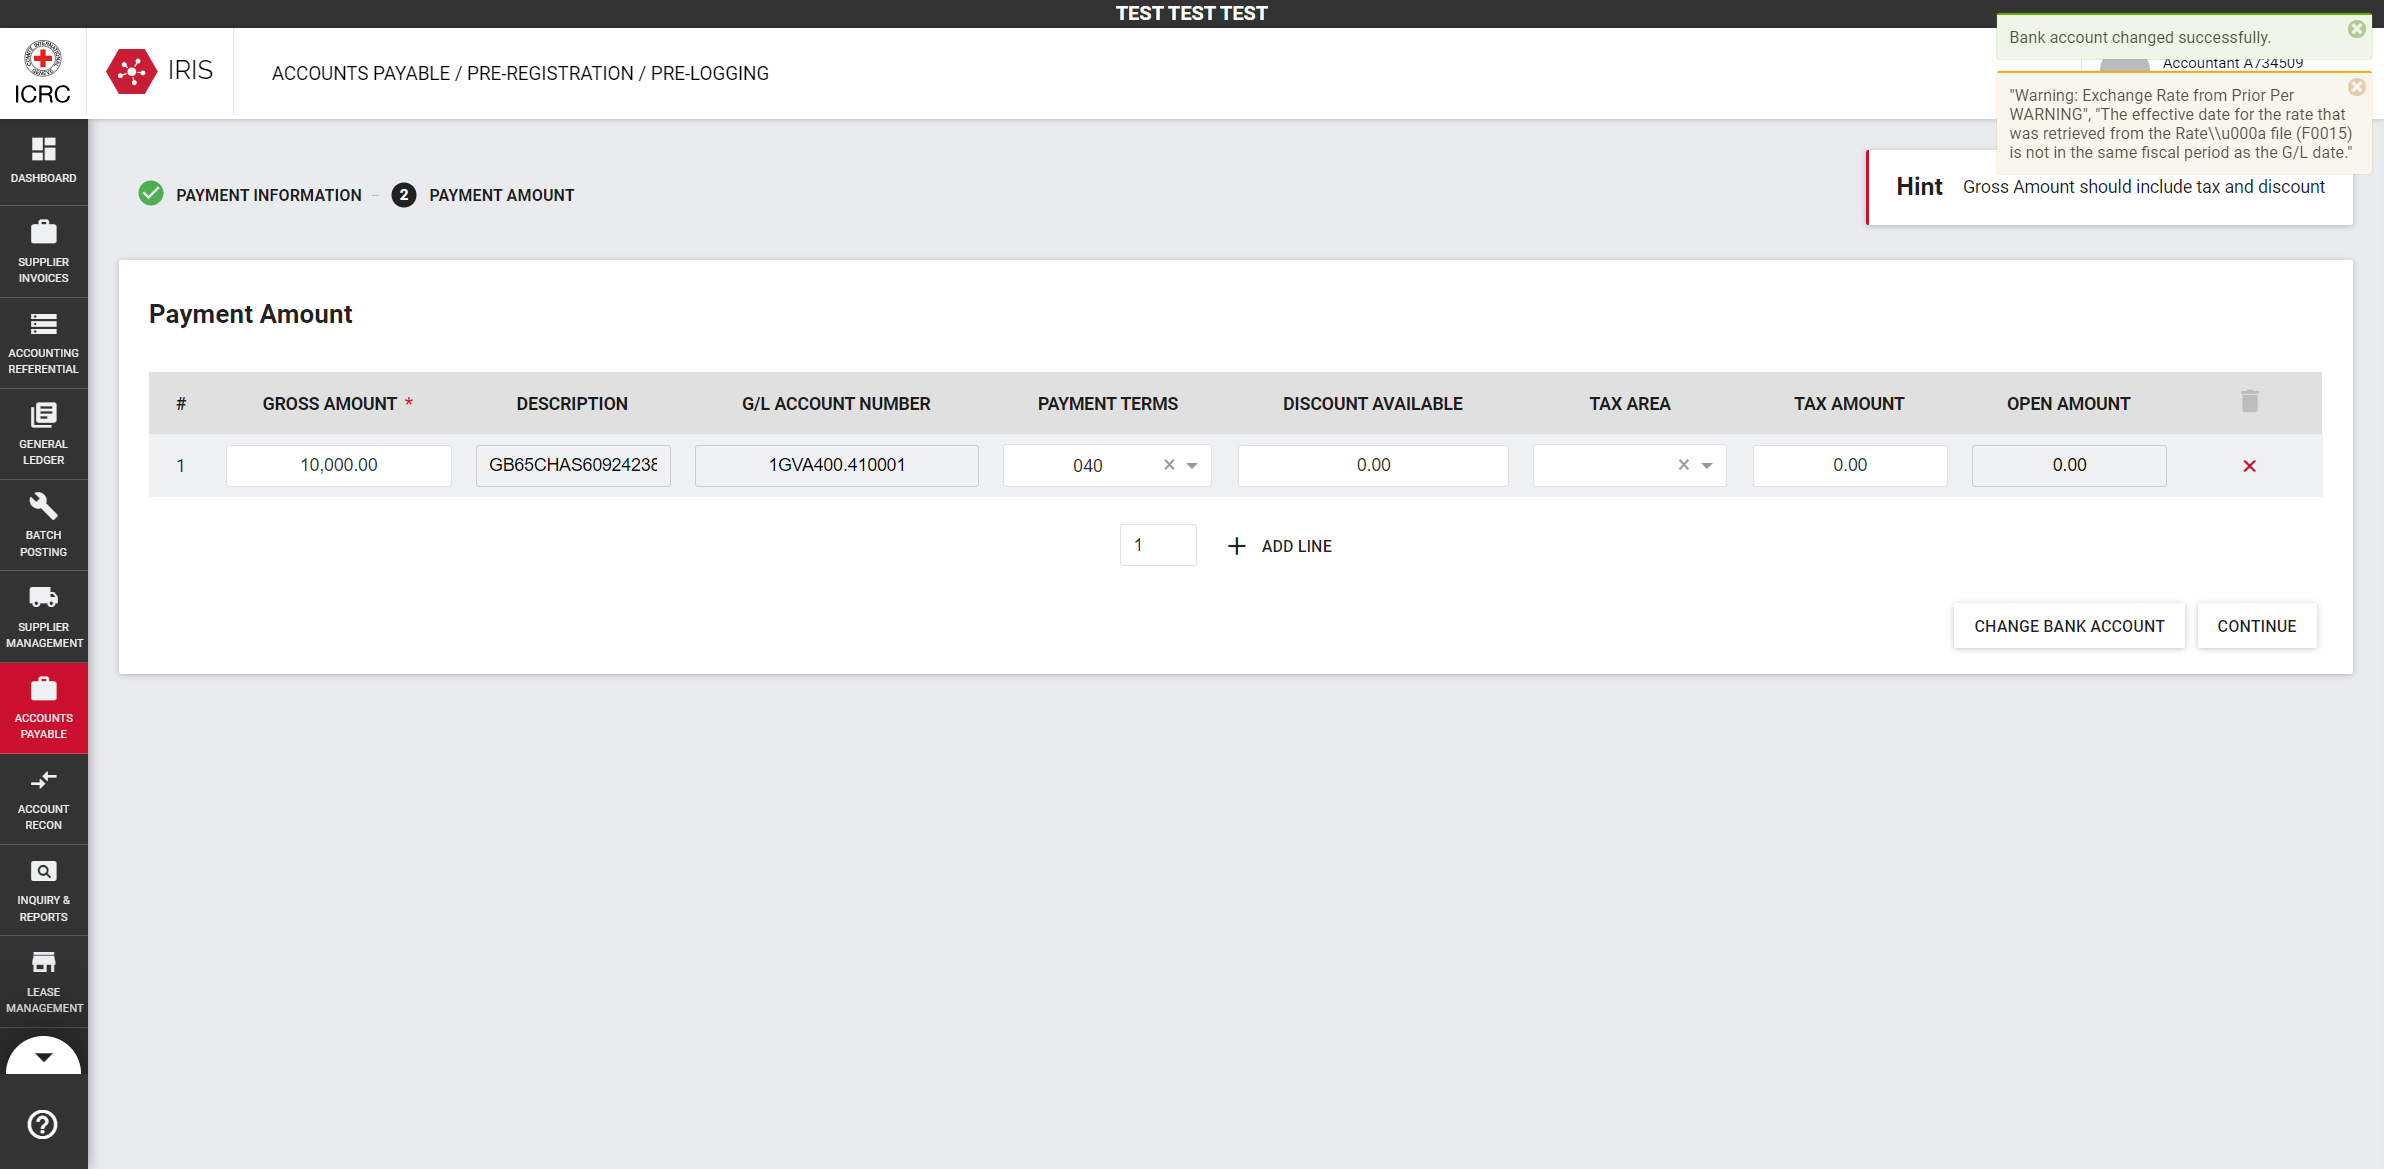 TEST TEST TEST
ICRC
IRIS
ACCOUNTS PAYABLE / PRE-REGISTRATION / PRE-LOGGING
Bank account changed successfully.
Accountant A734509
"Warning: Exchange Rate from Prior Per
WARNING", "The effective date for the rate that
was retrieved from the Rate\\u000a file (F0015)
is not in the same fiscal period as the G/L date."
Hint Gross Amount should include tax and discount
PAYMENT INFORMATION – 2 PAYMENT AMOUNT
Payment Amount
# GROSS AMOUNT * DESCRIPTION G/L ACCOUNT NUMBER PAYMENT TERMS DISCOUNT AVAILABLE TAX AREA TAX AMOUNT OPEN AMOUNT
1 10,000.00 GB65CHAS60924238 1GVA400.410001 040 0.00 0.00 0.00
1 + ADD LINE
CHANGE BANK ACCOUNT CONTINUE
DASHBOARD
SUPPLIER
INVOICES
ACCOUNTING
REFERENTIAL
GENERAL
LEDGER
BATCH
POSTING
SUPPLIER
MANAGEMENT
ACCOUNTS
PAYABLE
ACCOUNT
RECON
INQUIRY &
REPORTS
LEASE
MANAGEMENT